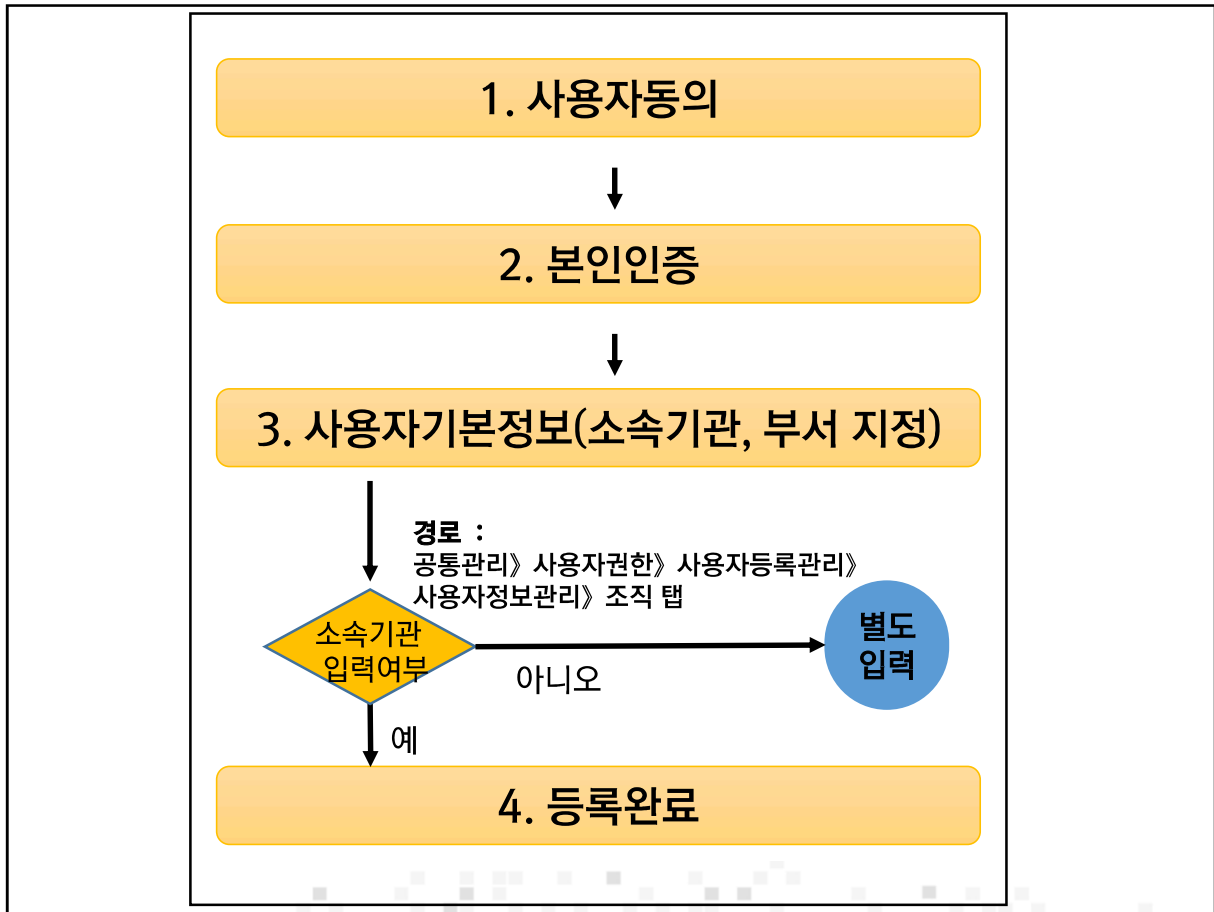 1. 사용자동의
2. 본인인증
3. 사용자기본정보(소속기관, 부서 지정)
경로 :
공통관리》사용자권한》사용자등록관리》
사용자정보관리》조직 탭
소속기관
입력여부
별도
입력
아니오
예
4. 등록완료